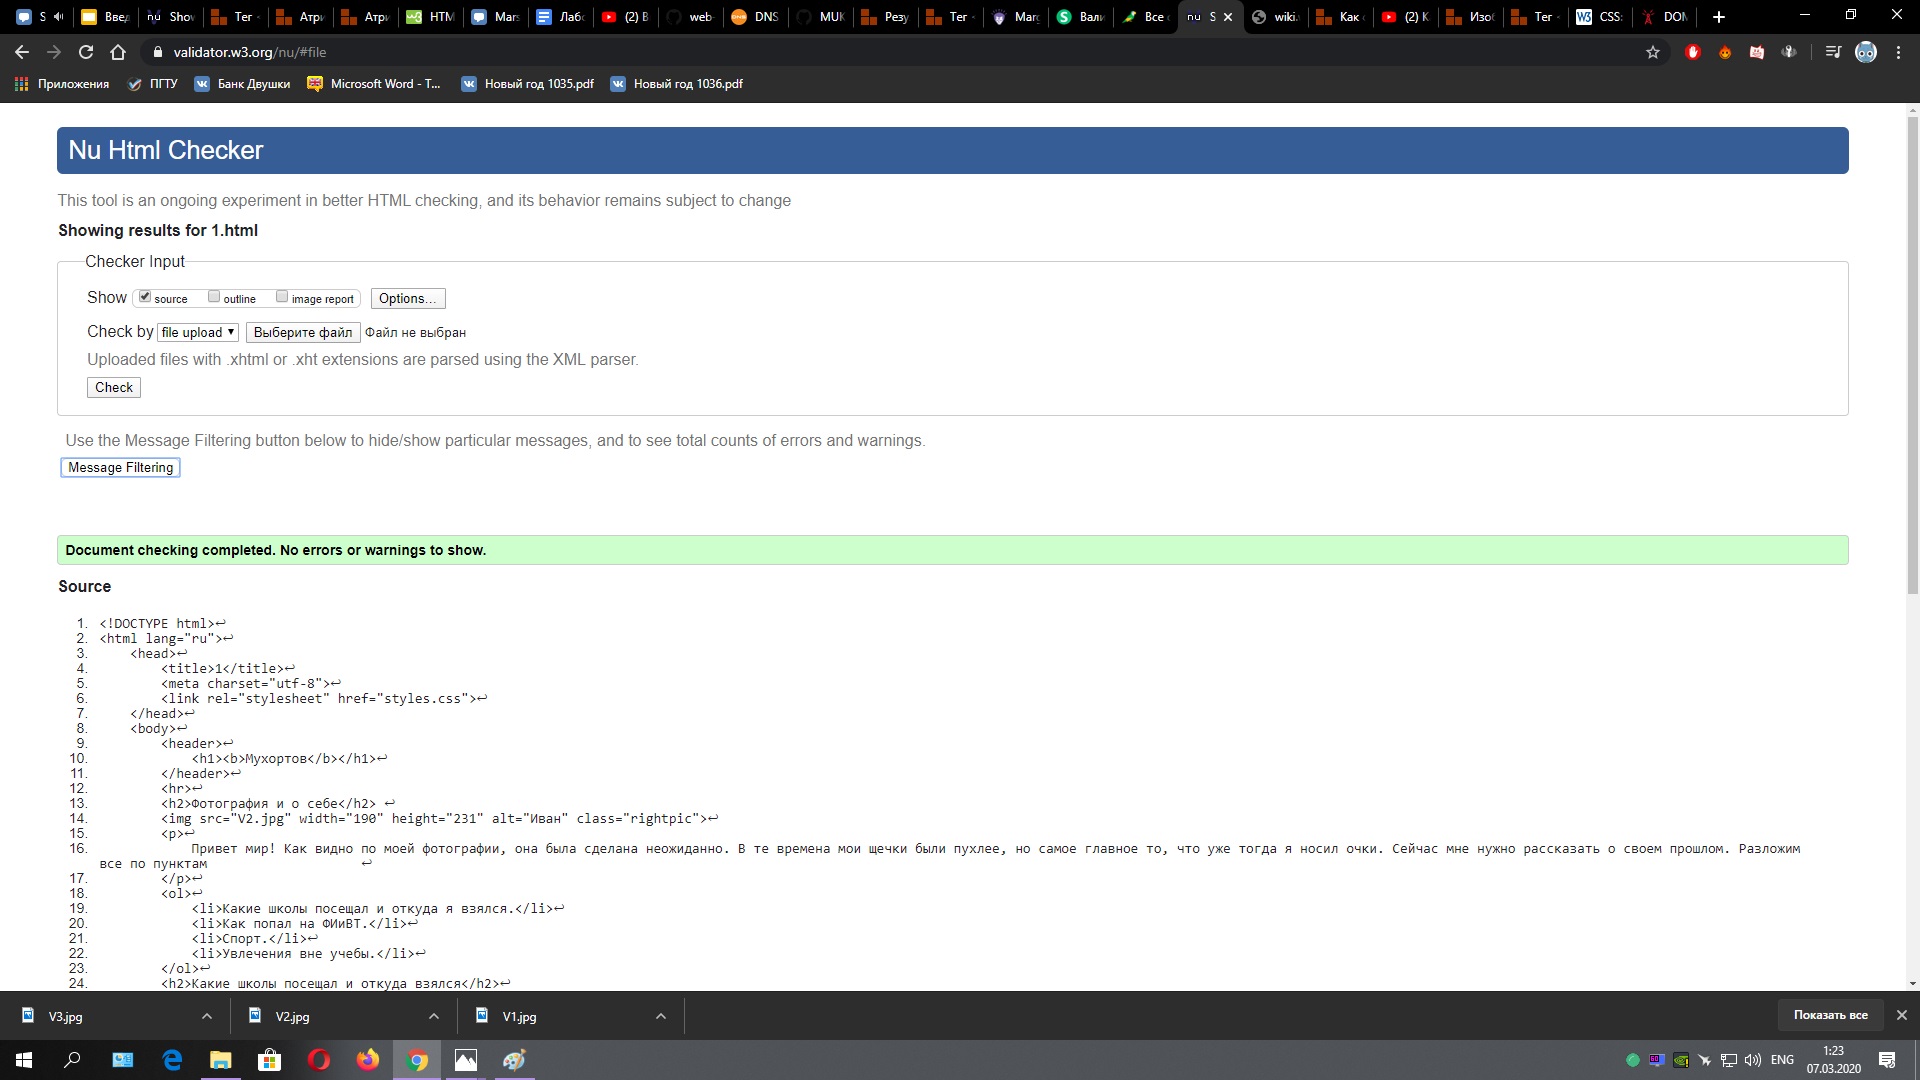 S
Введ
Shov
Тег
Атри
Атри
HTM
Mars
Лабо
(2) В
web-
DNS
MUK
Резу
Тег
Marg
Вали
Все
S
wiki.
Как
(2) К
Изоб
Тег
CSS:
DOM
validator.w3.org/nu/#file
Приложения
ПГТУ
Банк Двушки
Microsoft Word - T...
Новый год 1035.pdf
Новый год 1036.pdf
Nu Html Checker
This tool is an ongoing experiment in better HTML checking, and its behavior remains subject to change
Showing results for 1.html
Checker Input
Show source outline image report Options...
Check by file upload Выберите файл Файл не выбран
Uploaded files with .xhtml or .xht extensions are parsed using the XML parser.
Check
Use the Message Filtering button below to hide/show particular messages, and to see total counts of errors and warnings.
Message Filtering
Document checking completed. No errors or warnings to show.
Source
1. <!DOCTYPE html>↩
2. <html lang="ru">↩
3. <head>↩
4. <title>1</title>↩
5. <meta charset="utf-8">↩
6. <link rel="stylesheet" href="styles.css">↩
7. </head>↩
8. <body>↩
9. <header>↩
10. <h1><b>Мухортов</b></h1>↩
11. </header>↩
12. <hr>↩
13. <h2>Фотография и о себе</h2> ↩
14. <img src="V2.jpg" width="190" height="231" alt="Иван" class="rightpic">↩
15. <p>↩
16. Привет мир! Как видно по моей фотографии, она была сделана неожиданно. В те времена мои щечки были пухлее, но самое главное то, что уже тогда я носил очки. Сейчас мне нужно рассказать о своем прошлом. Разложим
все по пунктам ↩
17. </p>↩
18. <ol>↩
19. <li>Какие школы посещал и откуда я взялся.</li>↩
20. <li>Как попал на ФИиВТ.</li>↩
21. <li>Спорт.</li>↩
22. <li>Увлечения вне учебы.</li>↩
23. </ol>↩
24. <h2>Какие школы посещал и откуда взялся</h2>↩
V3.jpg
V2.jpg
V1.jpg
Показать все
ENG
1:23
07.03.2020